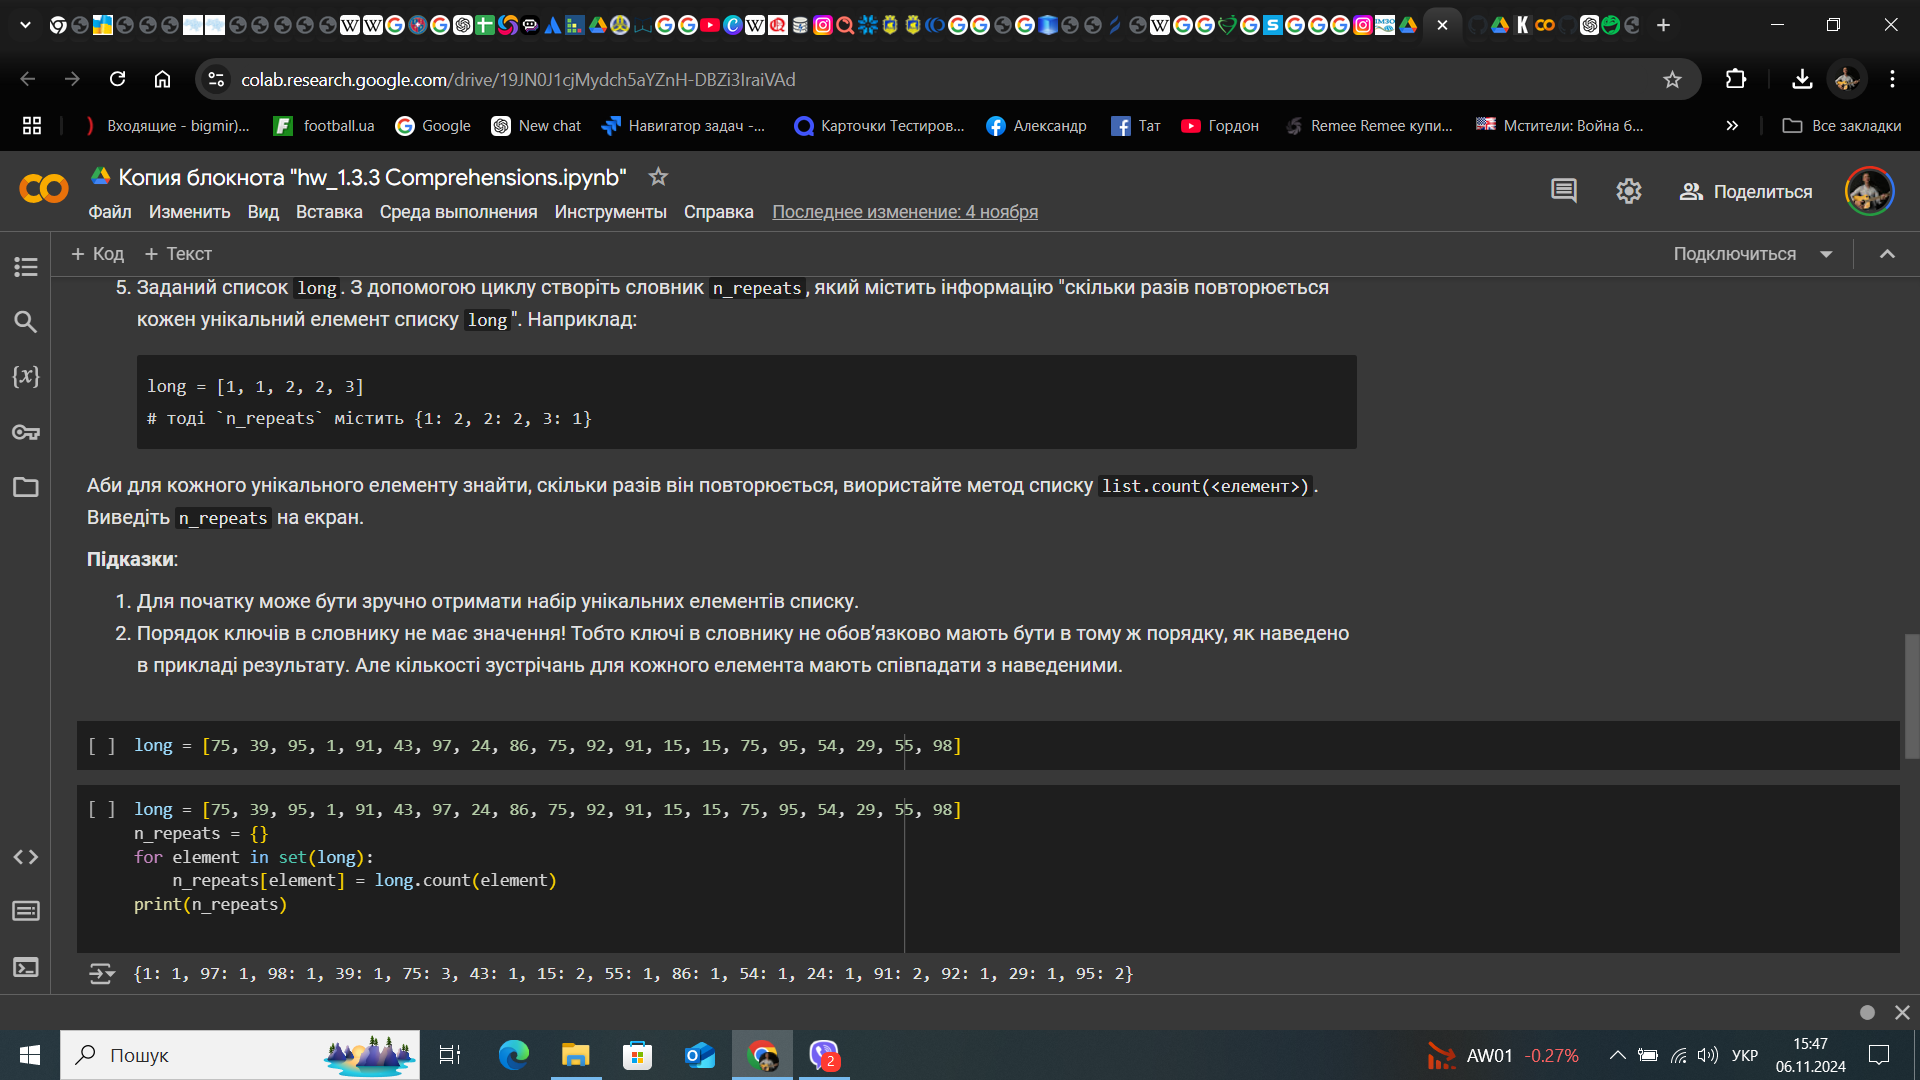 colab.research.google.com/drive/19JN0J1cjMydch5aYZnH-DBZi3IraiVAd
Входящие - bigmir)...
football.ua
Google
New chat
Навигатор задач -...
Карточки Тестиров...
Александр
Тат
Гордон
Remee Remee купи...
Мстители: Война б...
»
Все закладки
Копия блокнота "hw_1.3.3 Comprehensions.ipynb"
Файл Изменить Вид Вставка Среда выполнения Инструменты Справка Последнее изменение: 4 ноября
Поделиться
+ Код + Текст
Подключиться
5. Заданий список long. З допомогою циклу створіть словник n_repeats, який містить інформацію "скільки разів повторюється
кожен унікальний елемент списку long". Наприклад:
long = [1, 1, 2, 2, 3]
# тоді `n_repeats` містить {1: 2, 2: 2, 3: 1}
Аби для кожного унікального елементу знайти, скільки разів він повторюється, виористайте метод списку list.count(<елемент>).
Виведіть n_repeats на екран.
Підказки:
1. Для початку може бути зручно отримати набір унікальних елементів списку.
2. Порядок ключів в словнику не має значення! Тобто ключі в словнику не обов’язково мають бути в тому ж порядку, як наведено
в прикладі результату. Але кількості зустрічань для кожного елемента мають співпадати з наведеними.
[ ] long = [75, 39, 95, 1, 91, 43, 97, 24, 86, 75, 92, 91, 15, 15, 75, 95, 54, 29, 55, 98]
[ ] long = [75, 39, 95, 1, 91, 43, 97, 24, 86, 75, 92, 91, 15, 15, 75, 95, 54, 29, 55, 98]
n_repeats = {}
for element in set(long):
    n_repeats[element] = long.count(element)
print(n_repeats)
{1: 1, 97: 1, 98: 1, 39: 1, 75: 3, 43: 1, 15: 2, 55: 1, 86: 1, 54: 1, 24: 1, 91: 2, 92: 1, 29: 1, 95: 2}
Пошук
2
AW01 -0.27%
УКР
15:47
06.11.2024